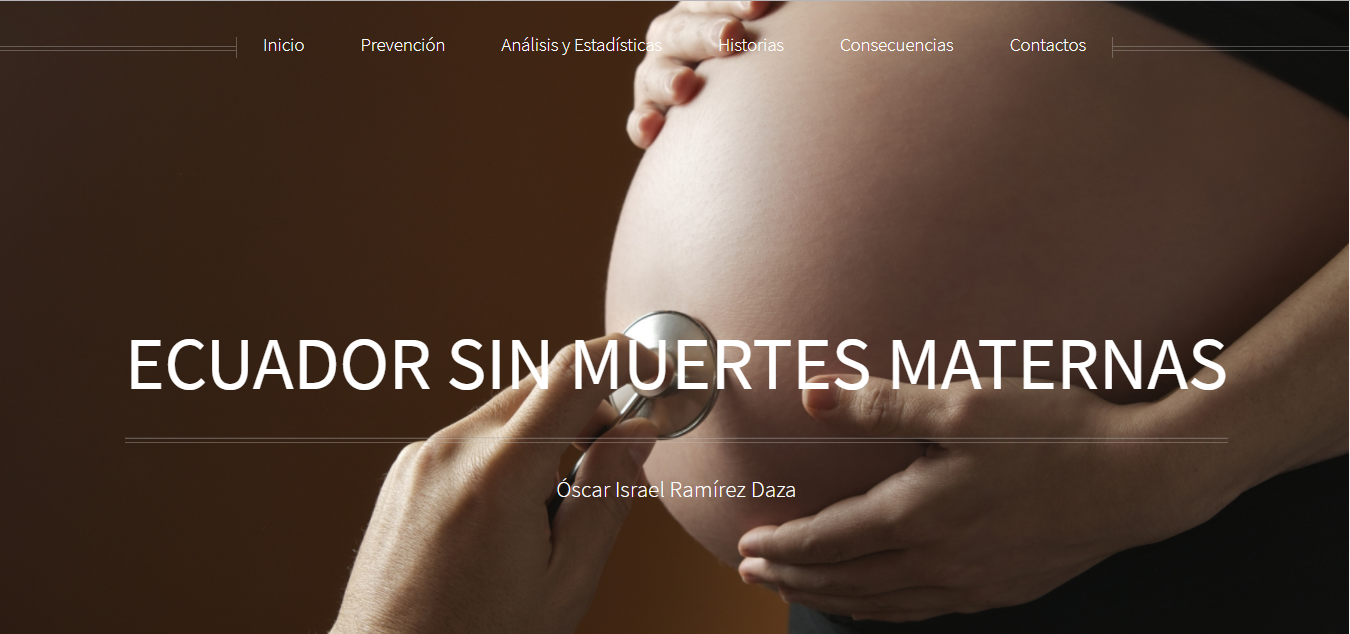 Inicio Prevención Análisis y Estadísticas Historias Consecuencias Contactos
ECUADOR SIN MUERTES MATERNAS
Óscar Israel Ramírez Daza